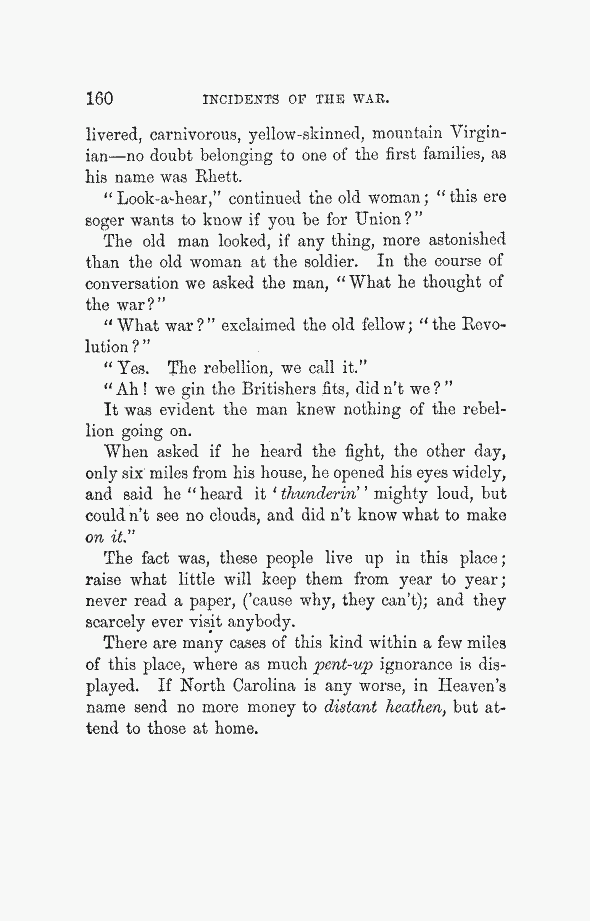 160 INCIDENTS OF THE WAR.
livered, carnivorous, yellow-skinned, mountain Virgin-
ian—no doubt belonging to one of the first families, as
his name was Rhett.
"Look-a-hear," continued the old woman; "this ere
soger wants to know if you be for Union?"
The old man looked, if any thing, more astonished
than the old woman at the soldier. In the course of
conversation we asked the man, "What he thought of
the war?"
"What war?" exclaimed the old fellow; "the Revo-
lution?"
"Yes. The rebellion, we call it."
"Ah! we gin the Britishers fits, did n't we?"
It was evident the man knew nothing of the rebel-
lion going on.
When asked if he heard the fight, the other day,
only six miles from his house, he opened his eyes widely,
and said he "heard it 'thunderin'' mighty loud, but
could n't see no clouds, and did n't know what to make
on it."
The fact was, these people live up in this place;
raise what little will keep them from year to year;
never read a paper, ('cause why, they can't); and they
scarcely ever visit anybody.
There are many cases of this kind within a few miles
of this place, where as much pent-up ignorance is dis-
played. If North Carolina is any worse, in Heaven's
name send no more money to distant heathen, but at-
tend to those at home.